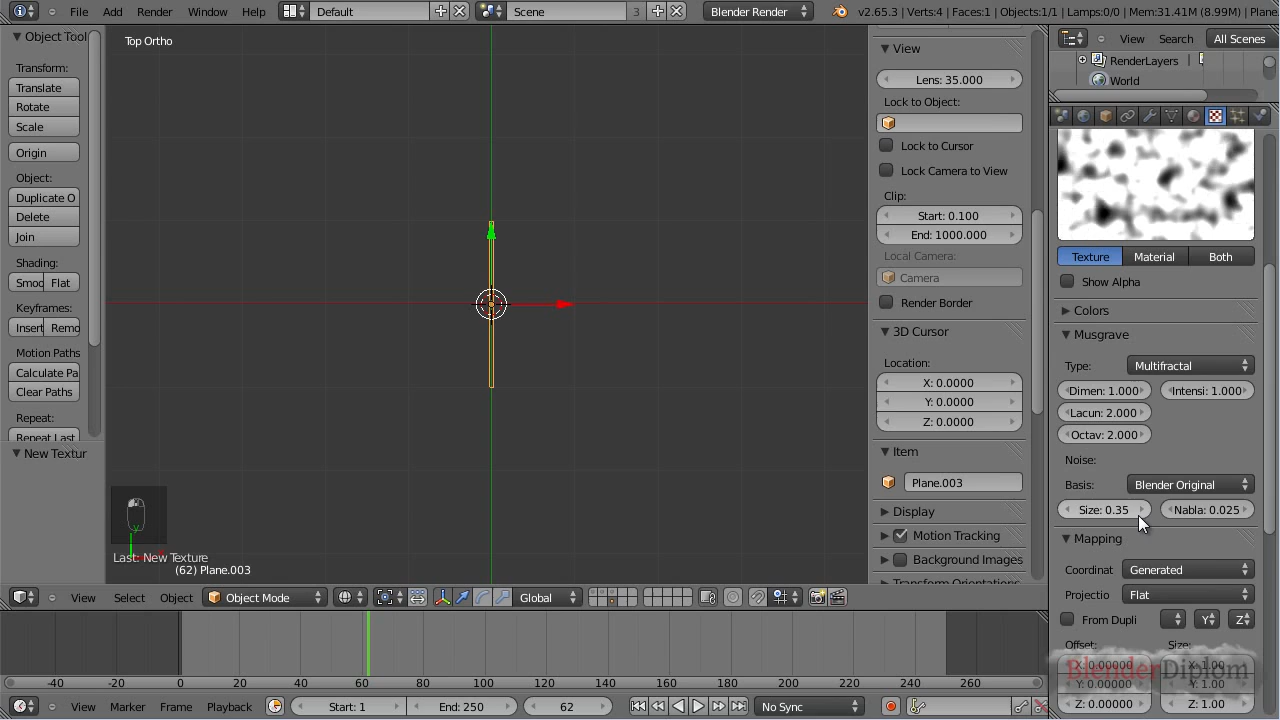 File Add Render Window Help Default Scene 3 Blender Render v2.65.3 | Verts:4 | Faces:1 | Objects:1/1 | Lamps:0/0 | Mem:31.41M (8.99M) | Plane
Object Tool
Transform:
Translate
Rotate
Scale
Origin
Object:
Duplicate O
Delete
Join
Shading:
Smoo Flat
Keyframes:
Insert Remo
Motion Paths
Calculate Pa
Clear Paths
Repeat:
Repeat Last
New Textur
Top Ortho
y
Last: New Texture
(62) Plane.003
View
Lens: 35.000
Lock to Object:
Lock to Cursor
Lock Camera to View
Clip:
Start: 0.100
End: 1000.000
Local Camera:
Camera
Render Border
3D Cursor
Location:
X: 0.0000
Y: 0.0000
Z: 0.0000
Item
Plane.003
Display
Motion Tracking
Background Images
Transform Orientations
View Search All Scenes
RenderLayers |
World
Texture Material Both
Show Alpha
Colors
Musgrave
Type: Multifractal
Dimen: 1.000 Intensi: 1.000
Lacun: 2.000
Octav: 2.000
Noise:
Basis: Blender Original
Size: 0.35 Nabla: 0.025
Mapping
Coordinat Generated
Projectio Flat
From Dupli Y Z
Offset: Size:
X: 0.00000 X: 1.00
Y: 0.00000 Y: 1.00
Z: 0.00000 Z: 1.00
BlenderDiplom
View Select Object Object Mode Global
-40 -20 0 20 40 60 80 100 120 140 160 180 200 220 240 260
View Marker Frame Playback Start: 1 End: 250 62 No Sync